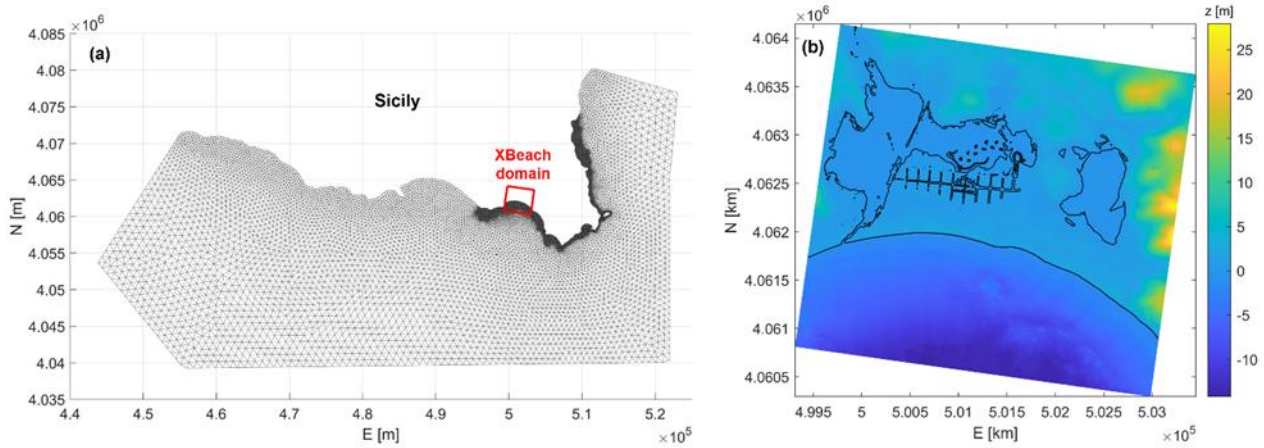 ×10⁶
4.085
4.08
4.075
4.07
4.065
4.06
4.055
4.05
4.045
4.04
4.035
N [m]
(a)
Sicily
XBeach
domain
4.4 4.5 4.6 4.7 4.8 4.9 5 5.1 5.2
E [m]
×10⁵
×10⁶
4.064
4.0635
4.063
4.0625
4.062
4.0615
4.061
4.0605
N [km]
(b)
4.995 5 5.005 5.01 5.015 5.02 5.025 5.03
E [km]
×10⁵
z [m]
25
20
15
10
5
0
-5
-10